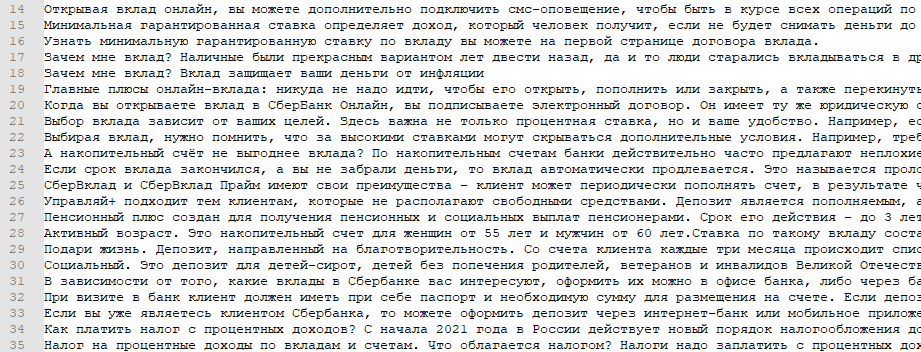 14 Открывая вклад онлайн, вы можете дополнительно подключить смс-оповещение, чтобы быть в курсе всех операций по
15 Минимальная гарантированная ставка определяет доход, который человек получит, если не будет снимать деньги до
16 Узнать минимальную гарантированную ставку по вкладу вы можете на первой странице договора вклада.
17 Зачем мне вклад? Наличные были прекрасным вариантом лет двести назад, да и то люди старались вкладываться в др
18 Зачем мне вклад? Вклад защищает ваши деньги от инфляции
19 Главные плюсы онлайн-вклада: никуда не надо идти, чтобы его открыть, пополнить или закрыть, а также перекинуть
20 Когда вы открываете вклад в СберБанк Онлайн, вы подписываете электронный договор. Он имеет ту же юридическую
21 Выбор вклада зависит от ваших целей. Здесь важна не только процентная ставка, но и ваше удобство. Например, ес
22 Выбирая вклад, нужно помнить, что за высокими ставками могут скрываться дополнительные условия. Например, треб
23 А накопительный счёт не выгоднее вклада? По накопительным счетам банки действительно часто предлагают неплохие
24 Если срок вклада закончился, а вы не забрали деньги, то вклад автоматически продлевается. Это называется проло
25 СберВклад и СберВклад Прайм имеют свои преимущества – клиент может периодически пополнять счет, в результате ч
26 Управляй+ подходит тем клиентам, которые не располагают свободными средствами. Депозит является пополняемым, а
27 Пенсионный плюс создан для получения пенсионных и социальных выплат пенсионерами. Срок его действия – до 3 лет
28 Активный возраст. Это накопительный счет для женщин от 55 лет и мужчин от 60 лет.Ставка по такому вкладу соста
29 Подари жизнь. Депозит, направленный на благотворительность. Со счета клиента каждые три месяца происходит спис
30 Социальный. Это депозит для детей-сирот, детей без попечения родителей, ветеранов и инвалидов Великой Отечеств
31 В зависимости от того, какие вклады в Сбербанке вас интересуют, оформить их можно в офисе банка, либо через ба
32 При визите в банк клиент должен иметь при себе паспорт и необходимую сумму для размещения на счете. Если депоз
33 Если вы уже являетесь клиентом Сбербанка, то можете оформить депозит через интернет-банк или мобильное приложе
34 Как платить налог с процентных доходов? С начала 2021 года в России действует новый порядок налогообложения до
35 Налог на процентные доходы по вкладам и счетам. Что облагается налогом? Налоги надо заплатить с процентных дох